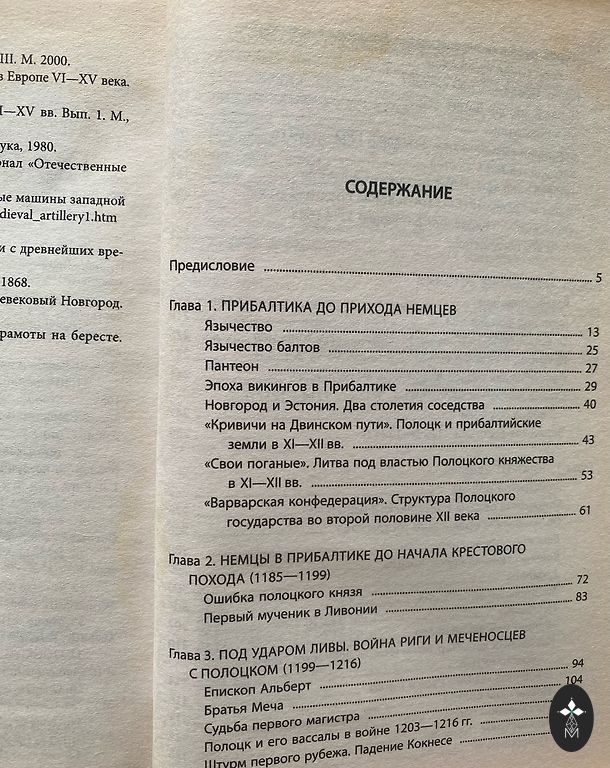 III. М. 2000.
в Европе VI—XV века.
I—XV вв. Вып. 1. М.,
ука, 1980.
рнал «Отечественные
ые машины западной
dieval_artillery1.htm
и с древнейших вре-
1868.
евековый Новгород.
рамоты на бересте.
СОДЕРЖАНИЕ
Предисловие 5
Глава 1. ПРИБАЛТИКА ДО ПРИХОДА НЕМЦЕВ
Язычество 13
Язычество балтов 25
Пантеон 27
Эпоха викингов в Прибалтике 29
Новгород и Эстония. Два столетия соседства 40
«Кривичи на Двинском пути». Полоцк и прибалтийские
земли в XI—XII вв. 43
«Свои поганые». Литва под властью Полоцкого княжества
в XI—XII вв. 53
«Варварская конфедерация». Структура Полоцкого
государства во второй половине XII века 61
Глава 2. НЕМЦЫ В ПРИБАЛТИКЕ ДО НАЧАЛА КРЕСТОВОГО
ПОХОДА (1185—1199)
Ошибка полоцкого князя 72
Первый мученик в Ливонии 83
Глава 3. ПОД УДАРОМ ЛИВЫ. ВОЙНА РИГИ И МЕЧЕНОСЦЕВ
С ПОЛОЦКОМ (1199—1216)
Епископ Альберт 94
Братья Меча 104
Судьба первого магистра
Полоцк и его вассалы в войне 1203—1216 гг.
Штурм первого рубежа. Падение Кокнесе